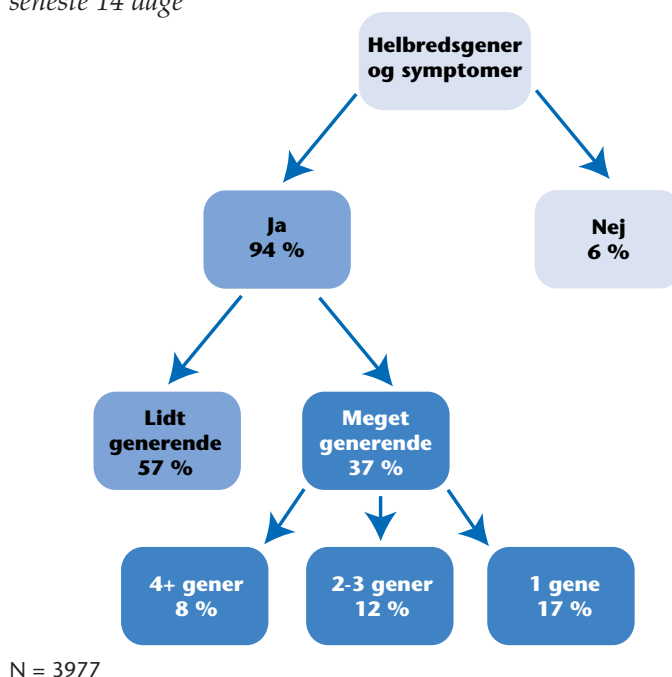 seneste 14 dage
Helbredsgener
og symptomer
Ja
94 %
Nej
6 %
Lidt
generende
57 %
Meget
generende
37 %
4+ gener
8 %
2-3 gener
12 %
1 gene
17 %
N = 3977